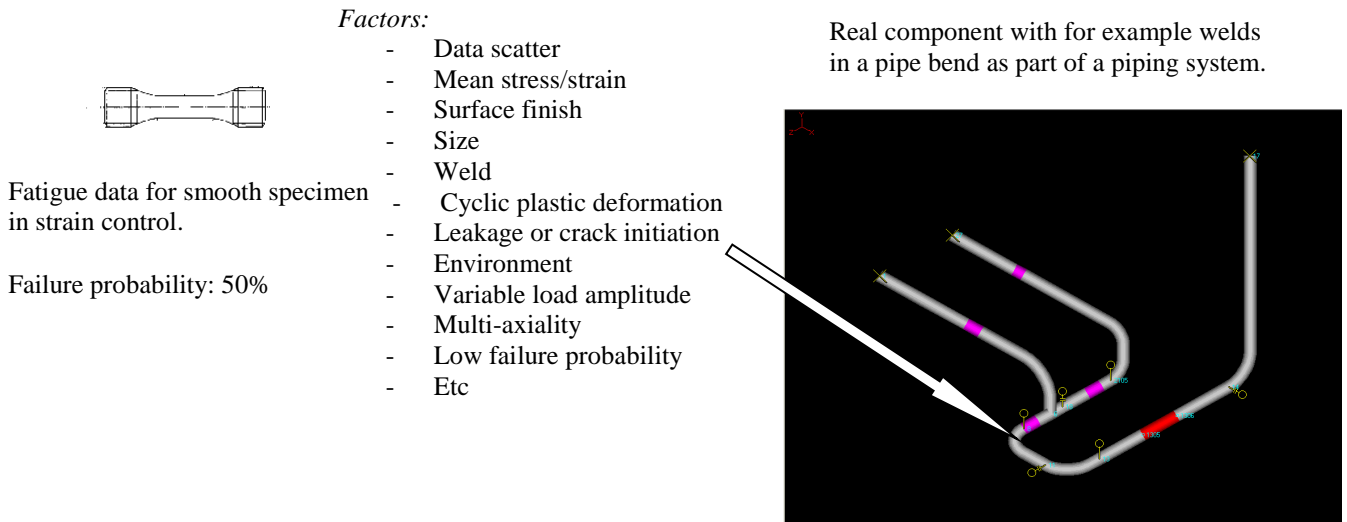 Factors:
- Data scatter
- Mean stress/strain
- Surface finish
- Size
- Weld
- Cyclic plastic deformation
- Leakage or crack initiation
- Environment
- Variable load amplitude
- Multi-axiality
- Low failure probability
- Etc
Fatigue data for smooth specimen
in strain control.
Failure probability: 50%
Real component with for example welds
in a pipe bend as part of a piping system.